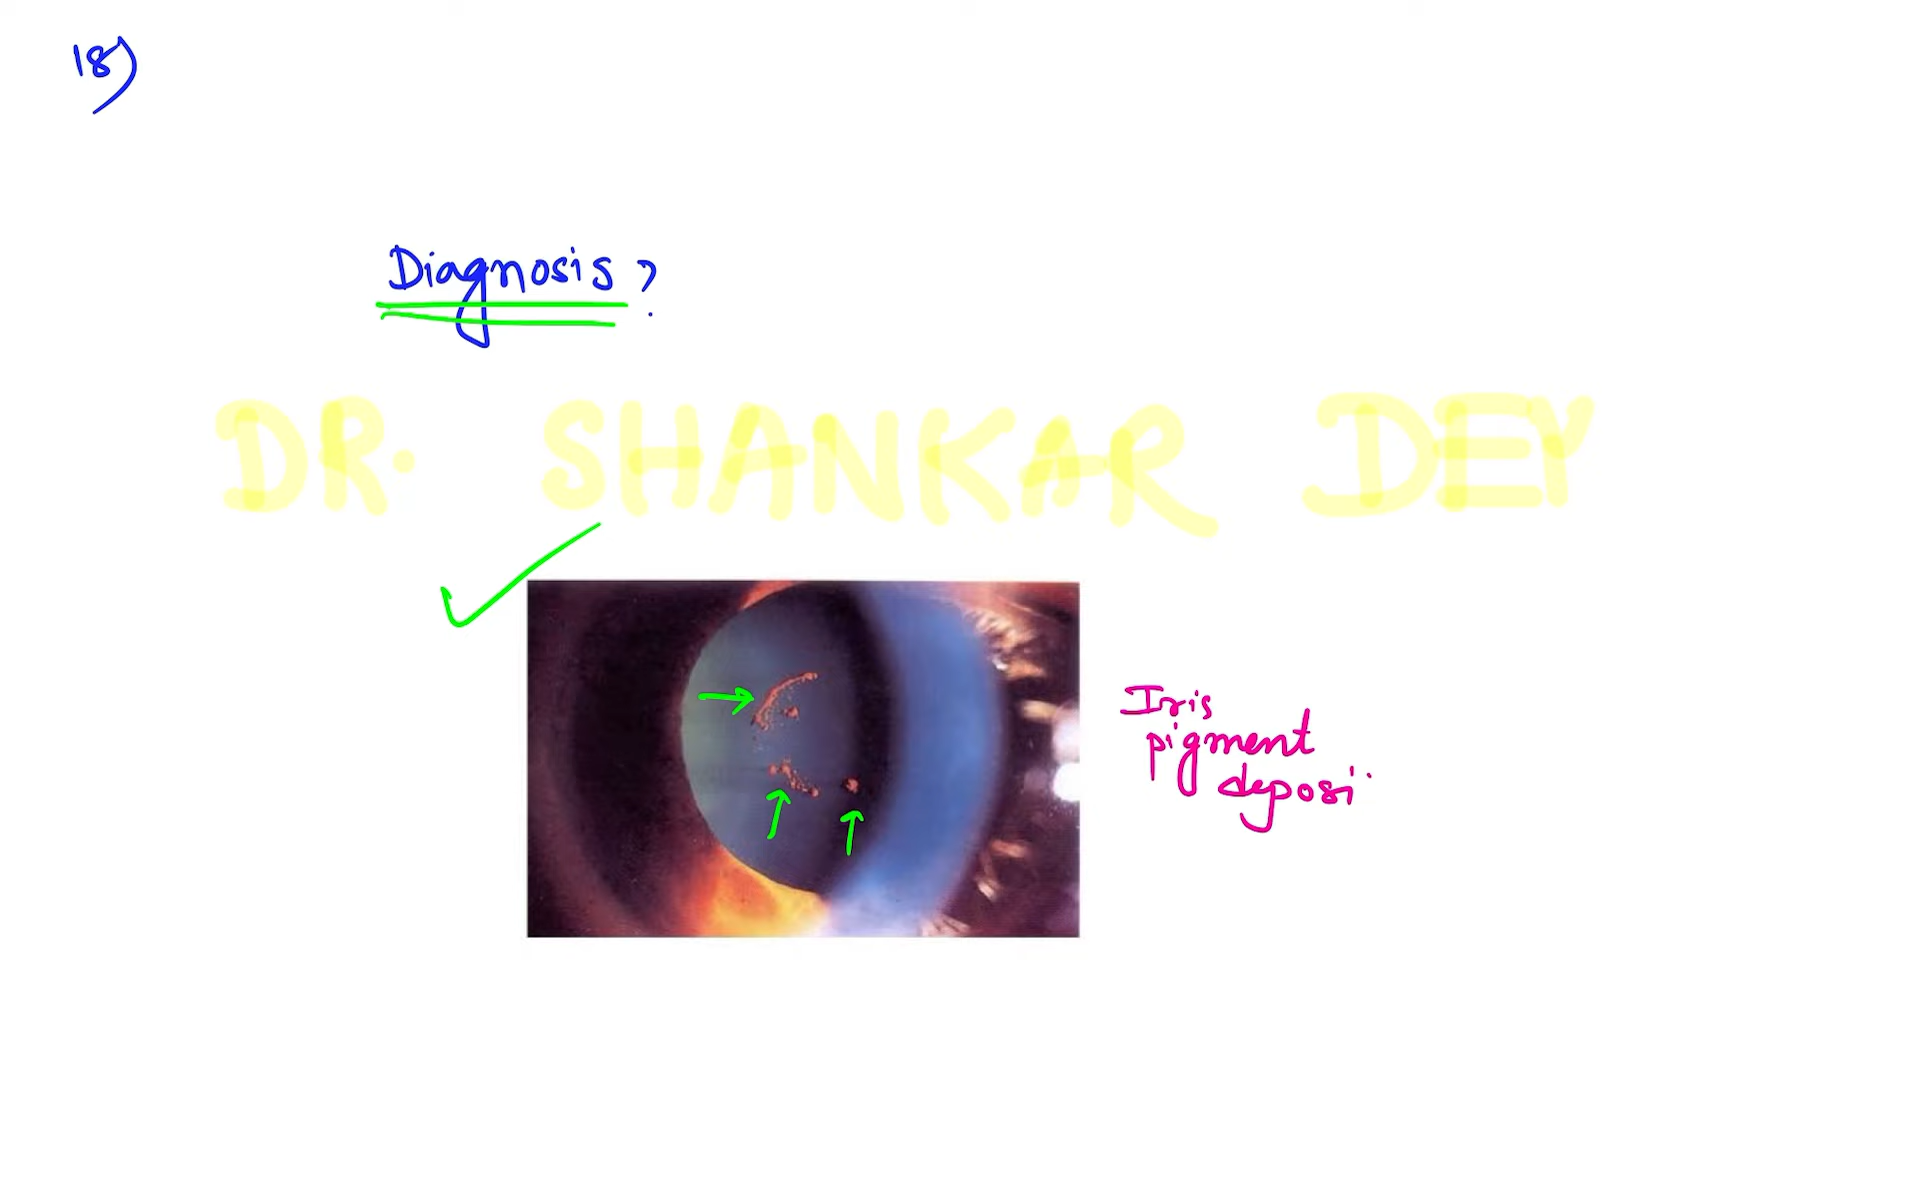 18)
Diagnosis ?
DR. SHANKAR DEY
Iris
pigment
deposi